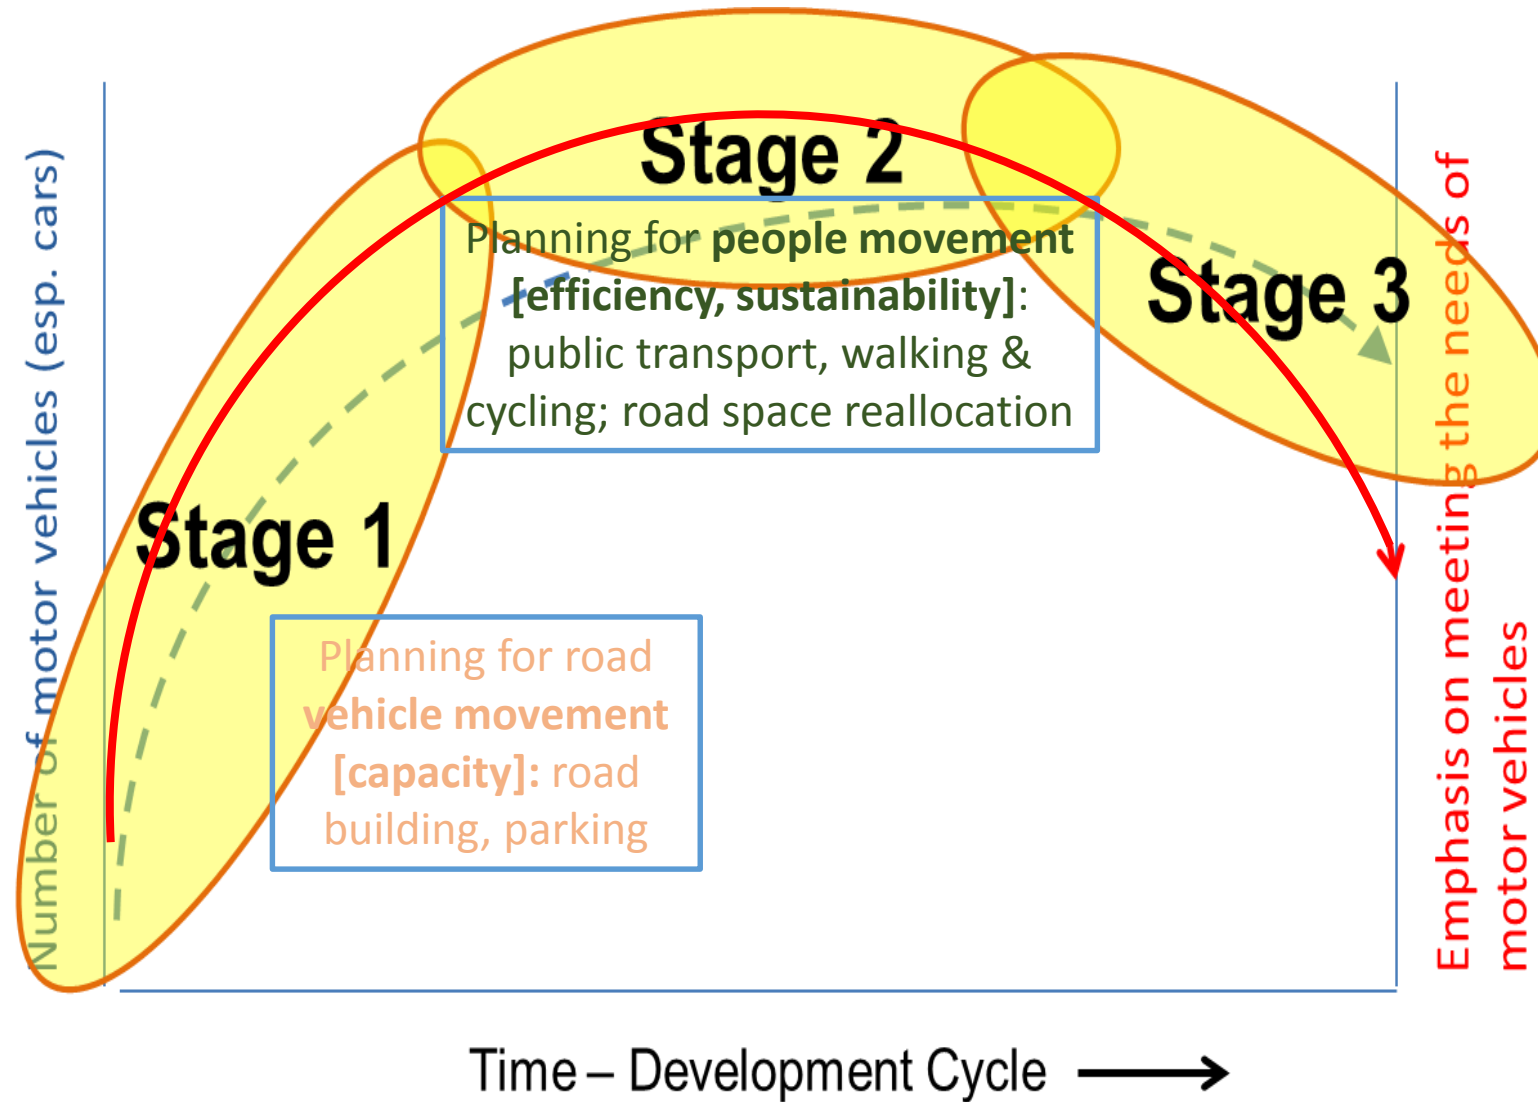 Number of motor vehicles (esp. cars)
Stage 1
Stage 2
Stage 3
Planning for people movement
[efficiency, sustainability]:
public transport, walking &
cycling; road space reallocation
Planning for road
vehicle movement
[capacity]: road
building, parking
Emphasis on meeting the needs of
motor vehicles
Time – Development Cycle